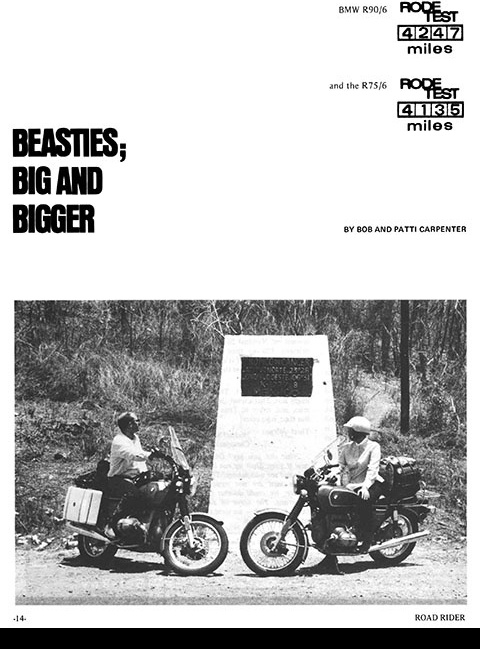 BMW R90/6
RODE
TEST
4247
miles
and the R75/6
RODE
TEST
4135
miles
BEASTIES;
BIG AND
BIGGER
BY BOB AND PATTI CARPENTER
-14-
ROAD RIDER